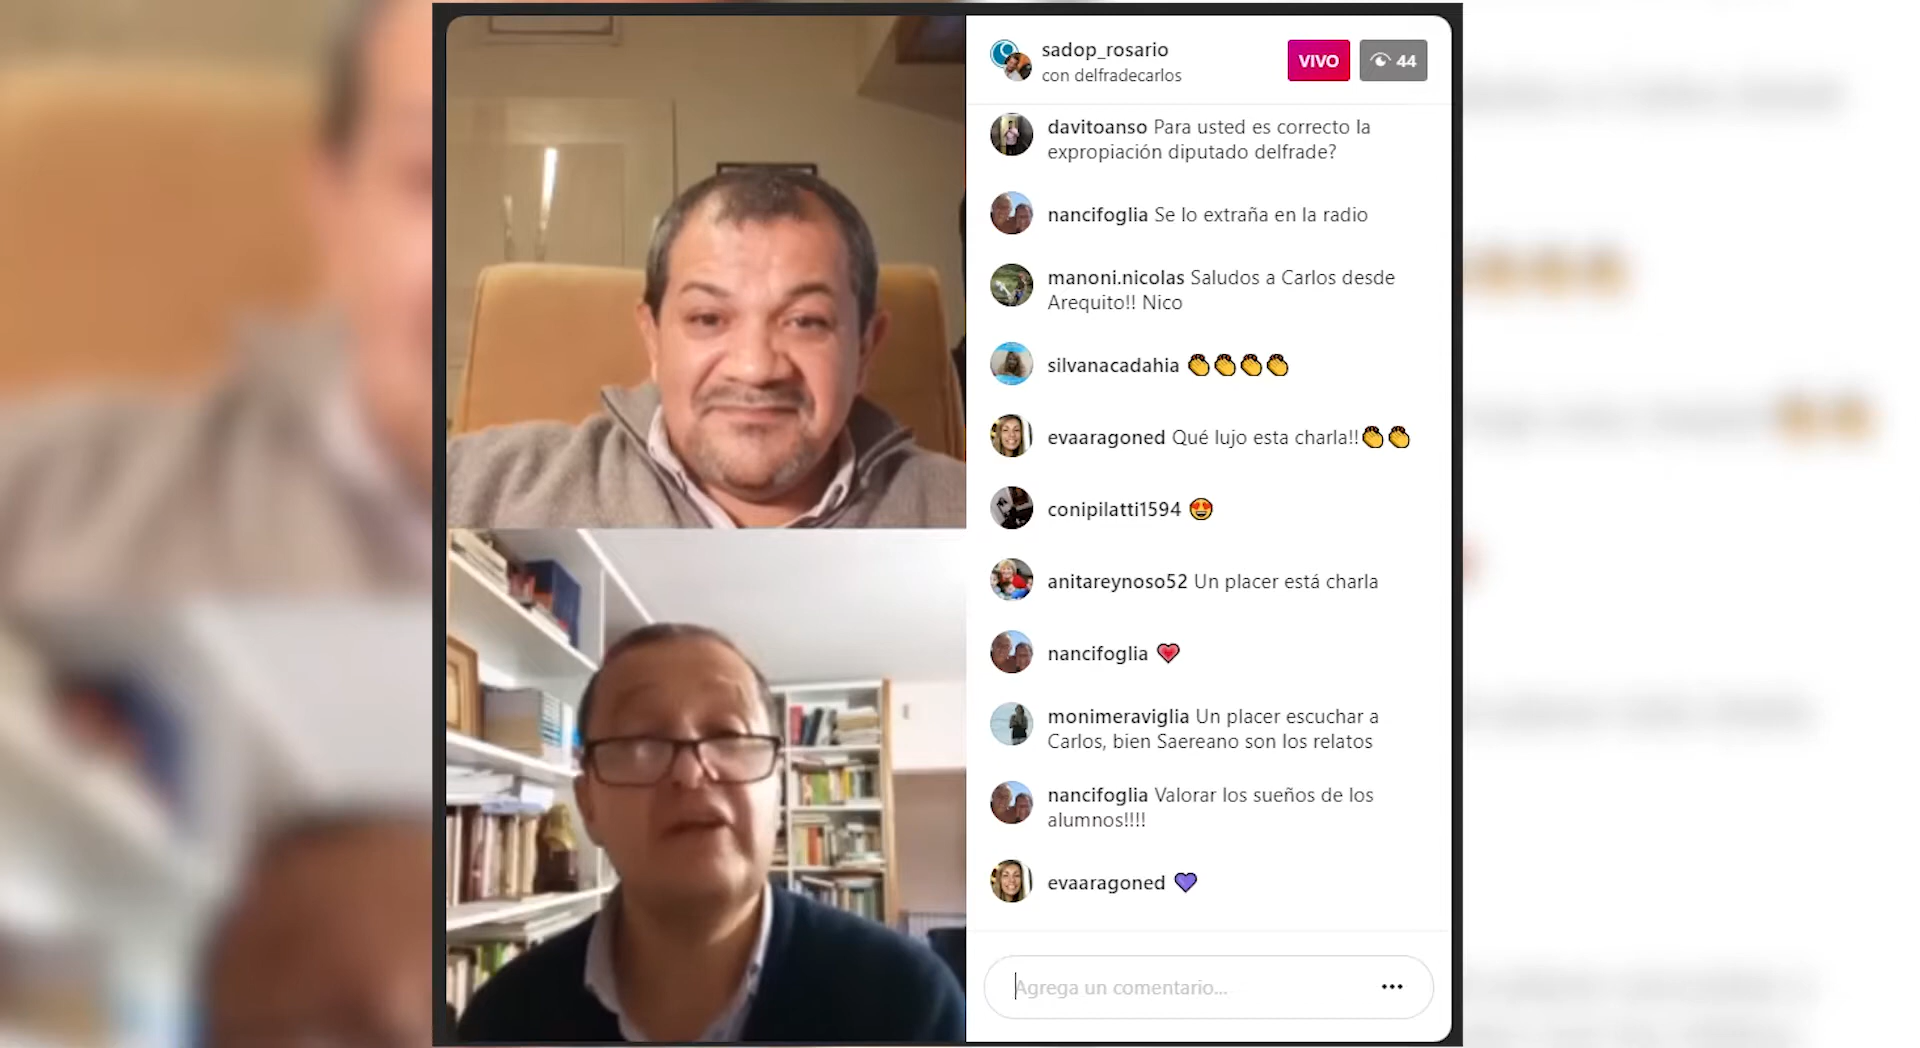 sadop_rosario
con delfradecarlos
VIVO
44
davitoanso Para usted es correcto la
expropiación diputado delfrade?
nancifoglia Se lo extraña en la radio
manoni.nicolas Saludos a Carlos desde
Arequito!! Nico
silvanacadahia 👏👏👏👏
evaaragoned Qué lujo esta charla!!👏👏
conipilatti1594 😍
anitareynoso52 Un placer está charla
nancifoglia 💗
monimeraviglia Un placer escuchar a
Carlos, bien Saereano son los relatos
nancifoglia Valorar los sueños de los
alumnos!!!!
evaaragoned 💜
Agrega un comentario...